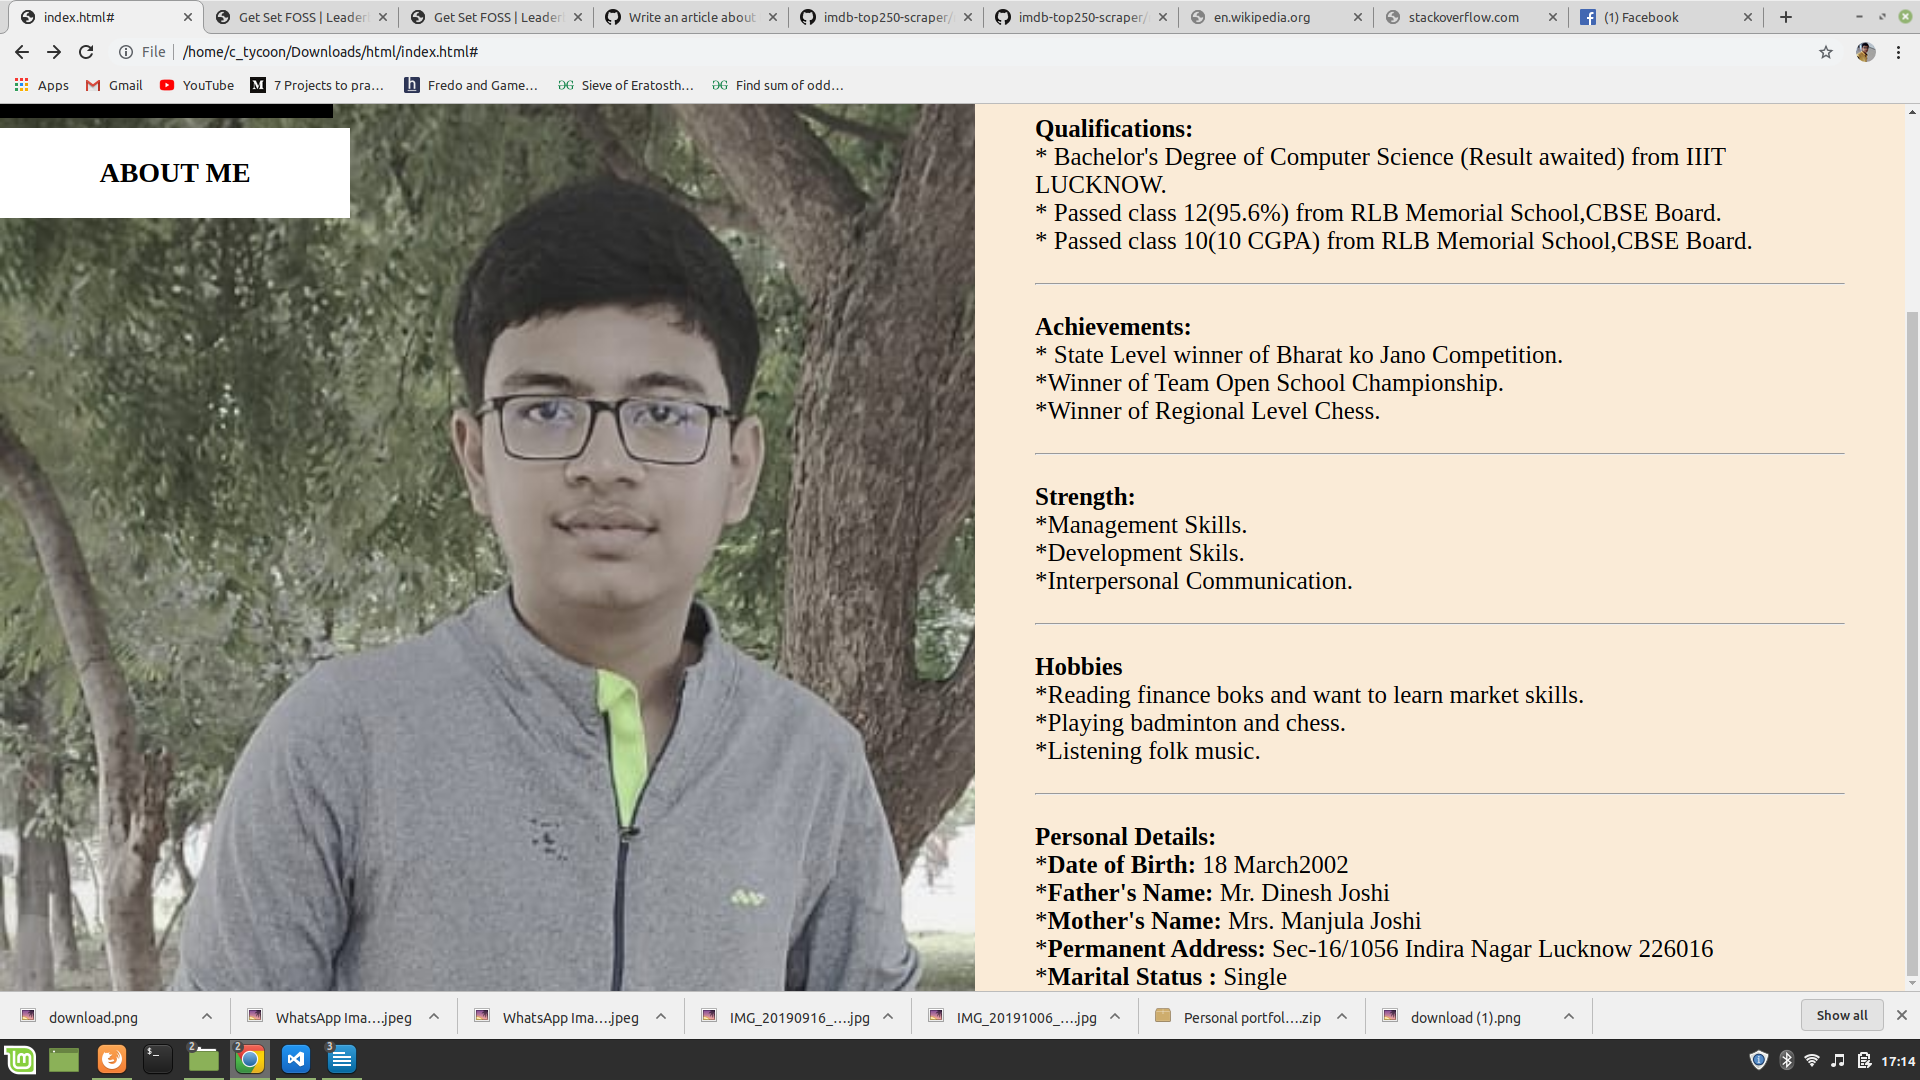 index.html#
Get Set FOSS | Leader
Get Set FOSS | Leader
Write an article about
imdb-top250-scraper/
imdb-top250-scraper/
en.wikipedia.org
stackoverflow.com
(1) Facebook
File | /home/c_tycoon/Downloads/html/index.html#
Apps
Gmail
YouTube
7 Projects to pra...
Fredo and Game...
Sieve of Eratosth...
Find sum of odd...
ABOUT ME
Qualifications:
* Bachelor's Degree of Computer Science (Result awaited) from IIIT
LUCKNOW.
* Passed class 12(95.6%) from RLB Memorial School,CBSE Board.
* Passed class 10(10 CGPA) from RLB Memorial School,CBSE Board.
Achievements:
* State Level winner of Bharat ko Jano Competition.
*Winner of Team Open School Championship.
*Winner of Regional Level Chess.
Strength:
*Management Skills.
*Development Skils.
*Interpersonal Communication.
Hobbies
*Reading finance boks and want to learn market skills.
*Playing badminton and chess.
*Listening folk music.
Personal Details:
*Date of Birth: 18 March2002
*Father's Name: Mr. Dinesh Joshi
*Mother's Name: Mrs. Manjula Joshi
*Permanent Address: Sec-16/1056 Indira Nagar Lucknow 226016
*Marital Status : Single
download.png
WhatsApp Ima....jpeg
WhatsApp Ima....jpeg
IMG_20190916_...jpg
IMG_20191006_...jpg
Personal portfol....zip
download (1).png
Show all
2
2
3
17:14